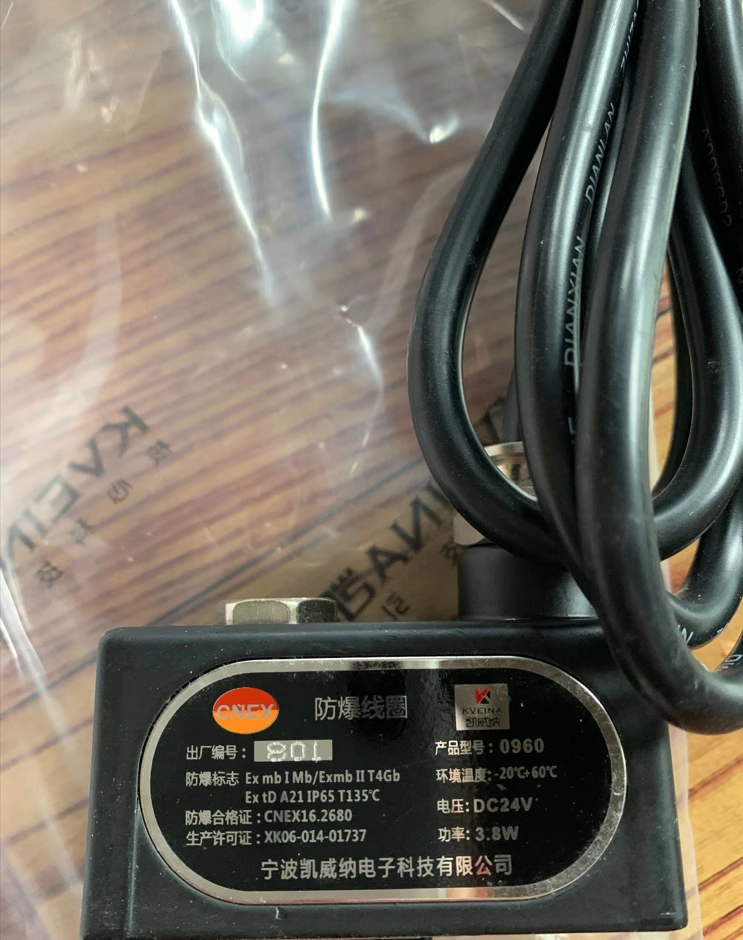 DIANXIAN DIANLAN
KVEINA
CNEX
防爆线圈
KVEINA
凯威纳
出厂编号:
产品型号: 0960
防爆标志 Ex mb I Mb/Exmb II T4Gb
Ex tD A21 IP65 T135℃
环境温度: -20℃+60℃
防爆合格证: CNEX16.2680
电压: DC24V
生产许可证: XK06-014-01737
功率: 3.8W
宁波凯威纳电子科技有限公司